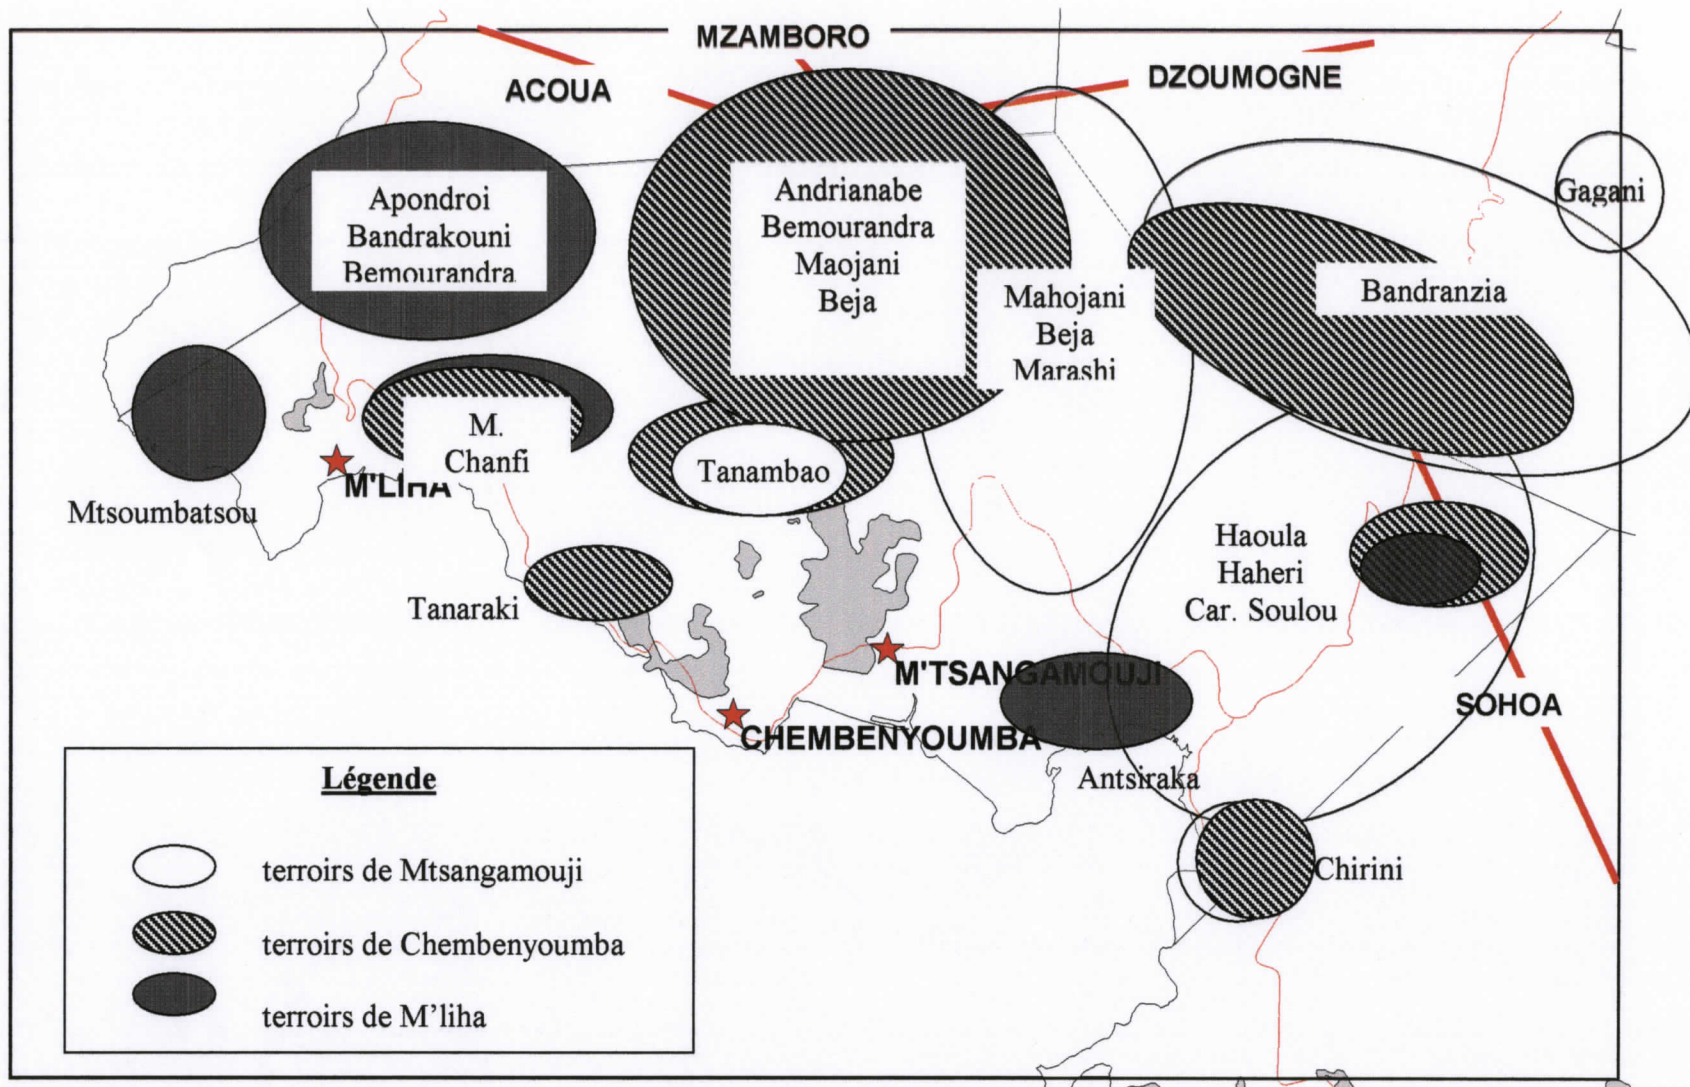 MZAMBORO
ACOUA
DZOUMOGNE
Apondroi
Bandrakouni
Bemourandra
Andrianabe
Bemourandra
Maojani
Beja
Mahojani
Beja
Marashi
Gagani
Bandranzia
M.
Chanfi
Tanambao
M'LIHA
Mtsoumbatsou
Haoula
Haheri
Car. Soulou
Tanaraki
M'TSANGAMOUJI
SOHOA
CHEMBENYOUMBA
Antsiraka
Chirini
Légende
terroirs de Mtsangamouji
terroirs de Chembenyoumba
terroirs de M’liha